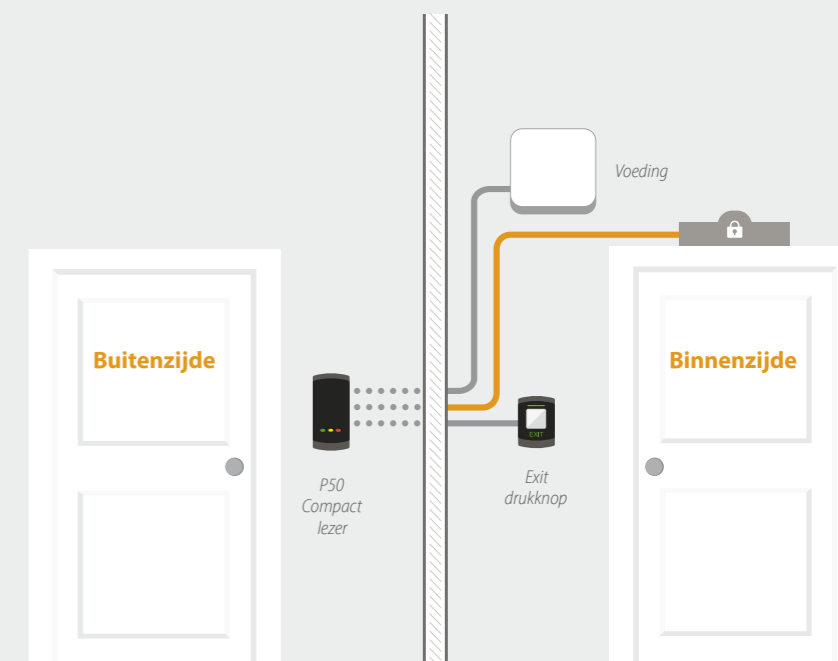 Voeding
Buitenzijde
Binnenzijde
P50
Compact
lezer
EXIT
Exit
drukknop